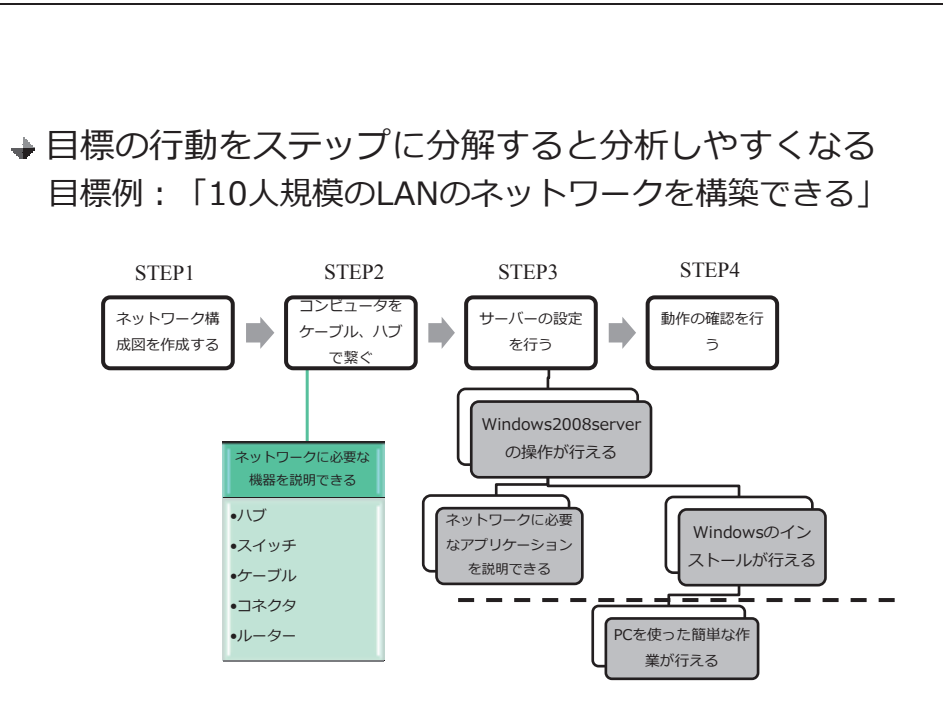 目標の行動をステップに分解すると分析しやすくなる
目標例：「10人規模のLANのネットワークを構築できる」
STEP1
STEP2
STEP3
STEP4
ネットワーク構
成図を作成する
コンピュータを
ケーブル、ハブ
で繋ぐ
サーバーの設定
を行う
動作の確認を行
う
ネットワークに必要な
機器を説明できる
•ハブ
•スイッチ
•ケーブル
•コネクタ
•ルーター
Windows2008server
の操作が行える
ネットワークに必要
なアプリケーション
を説明できる
Windowsのイン
ストールが行える
PCを使った簡単な作
業が行える